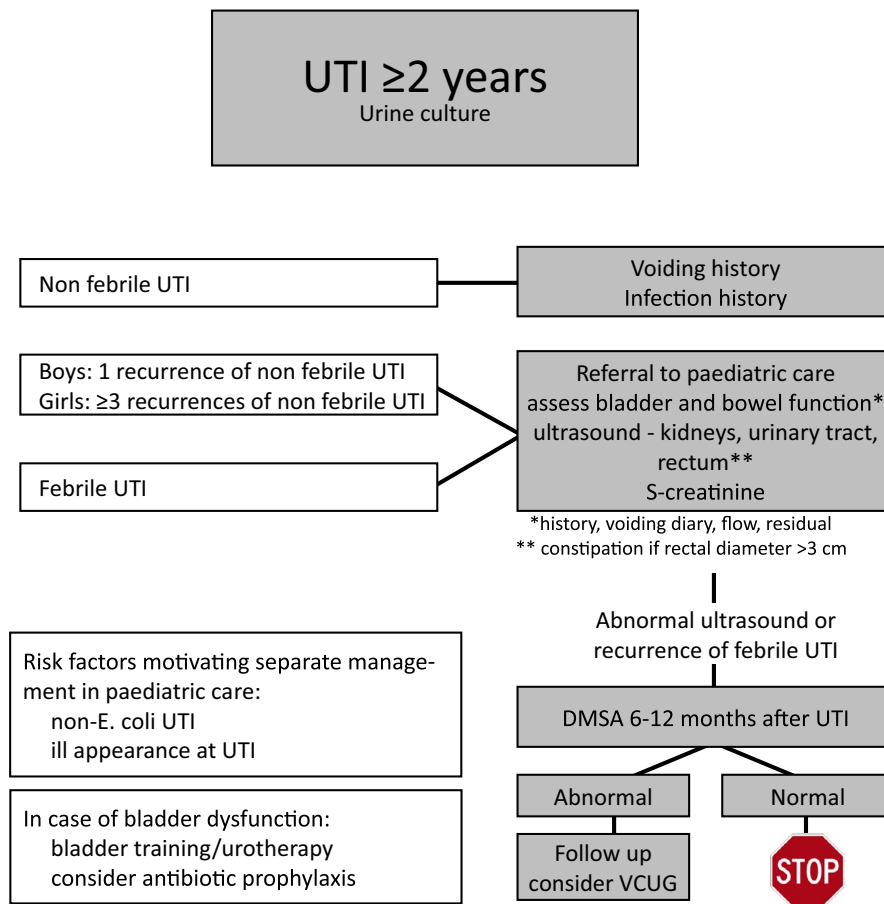 UTI ≥2 years
Urine culture
Non febrile UTI
Voiding history
Infection history
Boys: 1 recurrence of non febrile UTI
Girls: ≥3 recurrences of non febrile UTI
Febrile UTI
Referral to paediatric care
assess bladder and bowel function*
ultrasound - kidneys, urinary tract,
rectum**
S-creatinine
*history, voiding diary, flow, residual
** constipation if rectal diameter >3 cm
Abnormal ultrasound or
recurrence of febrile UTI
DMSA 6-12 months after UTI
Abnormal
Normal
Follow up
consider VCUG
STOP
Risk factors motivating separate manage-
ment in paediatric care:
non-E. coli UTI
ill appearance at UTI
In case of bladder dysfunction:
bladder training/urotherapy
consider antibiotic prophylaxis